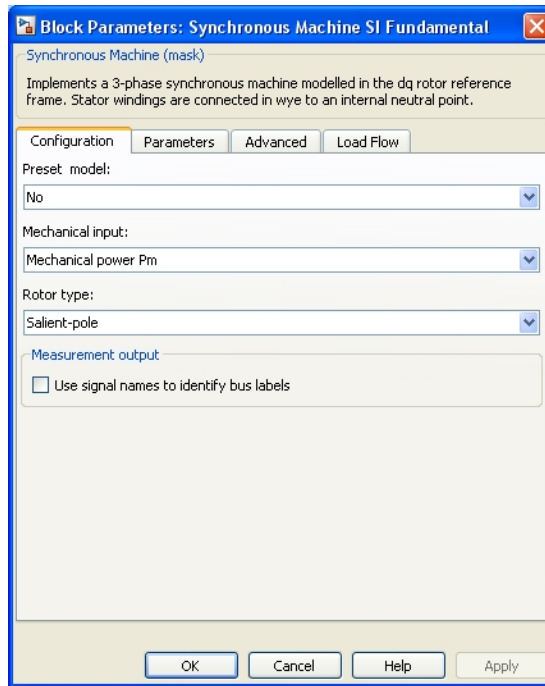 Block Parameters: Synchronous Machine SI Fundamental
Synchronous Machine (mask)
Implements a 3-phase synchronous machine modelled in the dq rotor reference
frame. Stator windings are connected in wye to an internal neutral point.
Configuration Parameters Advanced Load Flow
Preset model:
No
Mechanical input:
Mechanical power Pm
Rotor type:
Salient-pole
Measurement output
Use signal names to identify bus labels
OK Cancel Help Apply